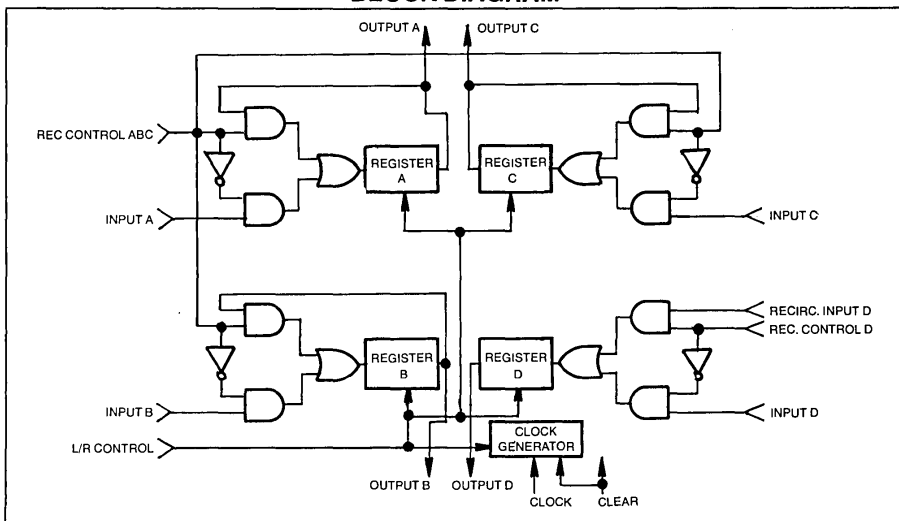 BLOCK DIAGRAM
OUTPUT A
OUTPUT C
REC CONTROL ABC
REGISTER
A
REGISTER
C
INPUT A
INPUT C
RECIRC. INPUT D
REC. CONTROL D
REGISTER
B
REGISTER
D
INPUT B
INPUT D
L/R CONTROL
CLOCK
GENERATOR
OUTPUT B
OUTPUT D
CLOCK
CLEAR